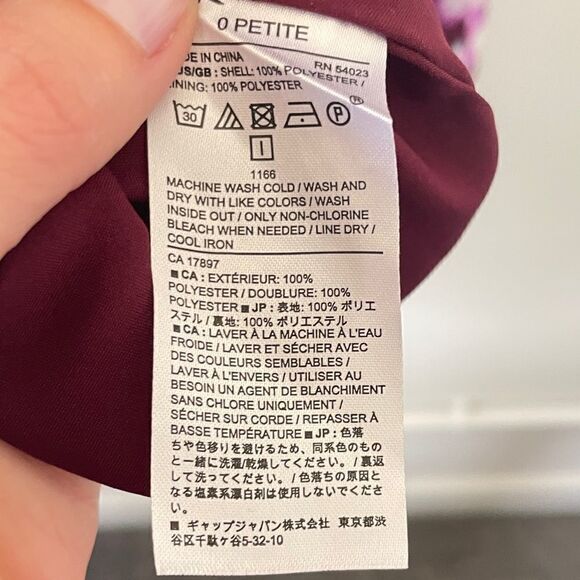 0 PETITE
DE IN CHINA
RN 54023
US/GB : SHELL: 100% POLYESTER /
INING: 100% POLYESTER
30 P ®
I
1166
MACHINE WASH COLD / WASH AND
DRY WITH LIKE COLORS / WASH
INSIDE OUT / ONLY NON-CHLORINE
BLEACH WHEN NEEDED / LINE DRY /
COOL IRON
CA 17897
■ CA : EXTÉRIEUR: 100%
POLYESTER / DOUBLURE: 100%
POLYESTER ■ JP : 表地: 100% ポリエ
ステル / 裏地: 100% ポリエステル
■ CA : LAVER À LA MACHINE À L'EAU
FROIDE / LAVER ET SÉCHER AVEC
DES COULEURS SEMBLABLES /
LAVER À L'ENVERS / UTILISER AU
BESOIN UN AGENT DE BLANCHIMENT
SANS CHLORE UNIQUEMENT /
SÉCHER SUR CORDE / REPASSER À
BASSE TEMPÉRATURE ■ JP : 色落
ちや色移りを避けるため、同系色のもの
と一緒に洗濯/乾燥してください。/ 裏返
して洗ってください。/ 色落ちの原因と
なる塩素系漂白剤は使用しないでくださ
い。
■ ギャップジャパン株式会社 東京都渋
谷区千駄ヶ谷5-32-10